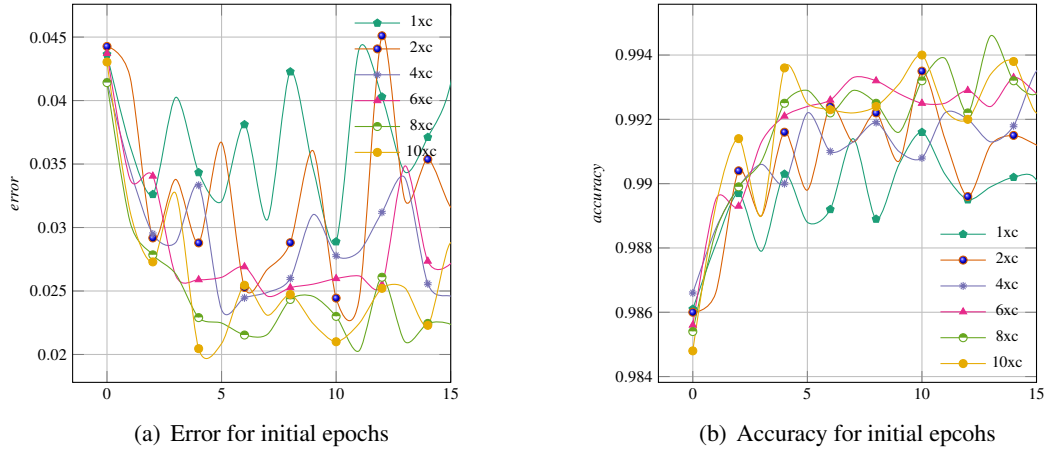 1xc
2xc
4xc
6xc
8xc
10xc
0.045
0.04
0.035
0.03
0.025
0.02
error
0
5
10
15
(a) Error for initial epochs
0.994
0.992
0.99
0.988
0.986
0.984
accuracy
1xc
2xc
4xc
6xc
8xc
10xc
0
5
10
15
(b) Accuracy for initial epcohs